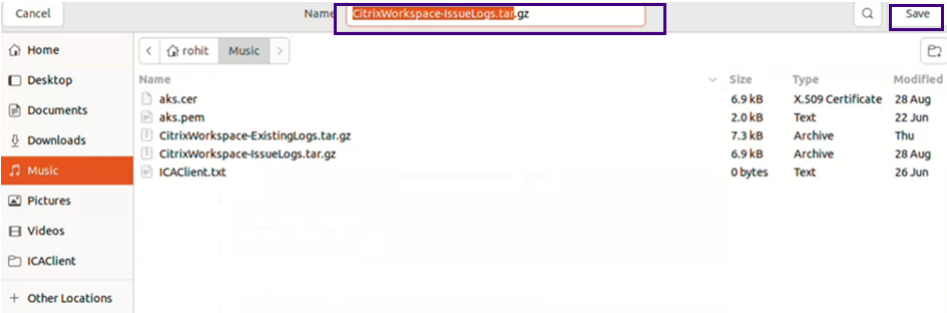 Cancel Name CitrixWorkspace-IssueLogs.tar.gz Save
Home
Desktop
Documents
Downloads
Music
Pictures
Videos
ICAClient
+ Other Locations
rohit Music
Name Size Type Modified
aks.cer 6.9 kB X.509 Certificate 28 Aug
aks.pem 2.0 kB Text 22 Jun
CitrixWorkspace-ExistingLogs.tar.gz 7.3 kB Archive Thu
CitrixWorkspace-IssueLogs.tar.gz 6.9 kB Archive 28 Aug
ICAClient.txt 0 bytes Text 26 Jun